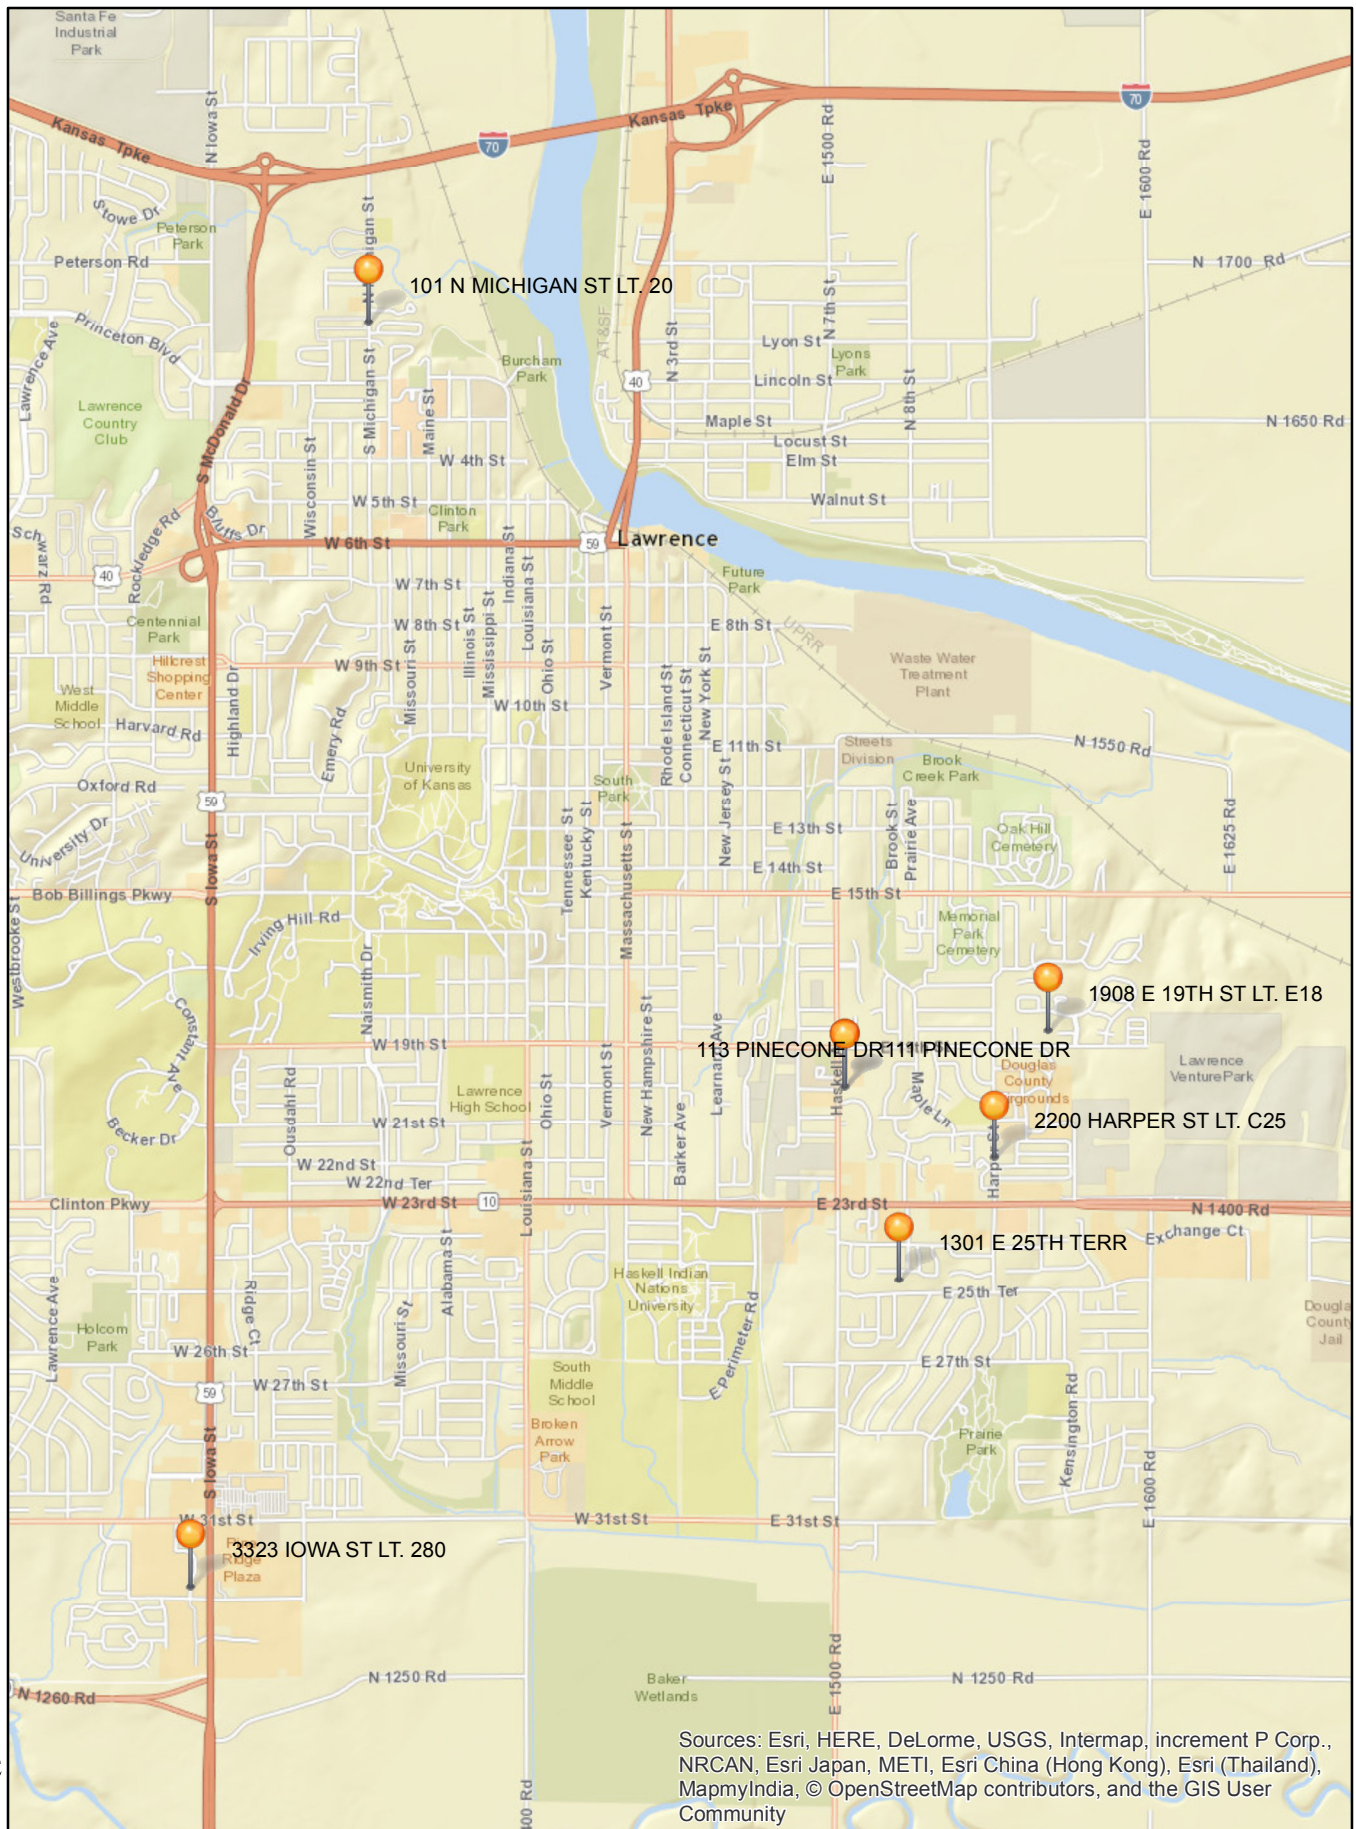 Santa Fe
Industrial
Park
N Iowa St
Kansas Tpke
70
Kansas Tpke
70
E 1500 Rd
E 1600 Rd
Stowe Dr
Peterson
Park
Peterson Rd
N 1700 Rd
101 N MICHIGAN ST LT. 20
Princeton Blvd
Lawrence Ave
Lawrence
Country
Club
S McDonald Dr
S Michigan St
Maine St
Wisconsin St
Burcham
Park
AT&SF
40
N 3rd St
Lyon St
N 7th St
Lyons
Park
Lincoln St
N 8th St
Maple St
N 1650 Rd
Locust St
Elm St
Walnut St
W 4th St
W 5th St
Clinton
Park
Bluffs Dr
Rockledge Rd
Schwarz Rd
40
W 6th St
59
Lawrence
Indiana St
Louisiana St
W 7th St
Future
Park
Centennial
Park
W 8th St
E 8th St
UPRR
Hillcrest
Shopping
Center
W 9th St
Missouri St
Illinois St
Mississippi St
Ohio St
Vermont St
Waste Water
Treatment
Plant
West
Middle
School
Harvard Rd
Highland Dr
Emery Rd
W 10th St
Rhode Island St
Connecticut St
New York St
E 11th St
Streets
Division
N 1550 Rd
Brook
Creek Park
University
of Kansas
South
Park
Oxford Rd
59
University Dr
S Iowa St
Tennessee St
Kentucky St
Massachusetts St
New Jersey St
E 13th St
Brook St
Prairie Ave
Oak Hill
Cemetery
E 1625 Rd
E 14th St
Bob Billings Pkwy
E 15th St
Westbrooke St
Irving Hill Rd
Memorial
Park
Cemetery
Naismith Dr
Constant Ave
1908 E 19TH ST LT. E18
W 19th St
New Hampshire St
Learnard Ave
113 PINECONE DR
111 PINECONE DR
Haskell
Douglas
County
Lawrence
VenturePark
Maple Ln
Ousdahl Rd
Lawrence
High School
Ohio St
Vermont St
Barker Ave
Becker Dr
W 21st St
2200 HARPER ST LT. C25
W 22nd St
W 22nd Ter
Louisiana St
Clinton Pkwy
W 23rd St
10
E 23rd St
N 1400 Rd
Exchange Ct
1301 E 25TH TERR
Alabama St
Haskell Indian
Nations
University
E 25th Ter
Lawrence Ave
Ridge Ct
Missouri St
E Perimeter Rd
Holcom
Park
W 26th St
E 27th St
W 27th St
59
South
Middle
School
Kensington Rd
Broken
Arrow
Park
Prairie
Park
S Iowa St
E 1600 Rd
W 31st St
W 31st St
E 31st St
3323 IOWA ST LT. 280
Ridge
Plaza
N 1250 Rd
Baker
Wetlands
E 1500 Rd
N 1250 Rd
N 1260 Rd
Sources: Esri, HERE, DeLorme, USGS, Intermap, increment P Corp.,
NRCAN, Esri Japan, METI, Esri China (Hong Kong), Esri (Thailand),
MapmyIndia, © OpenStreetMap contributors, and the GIS User
Community